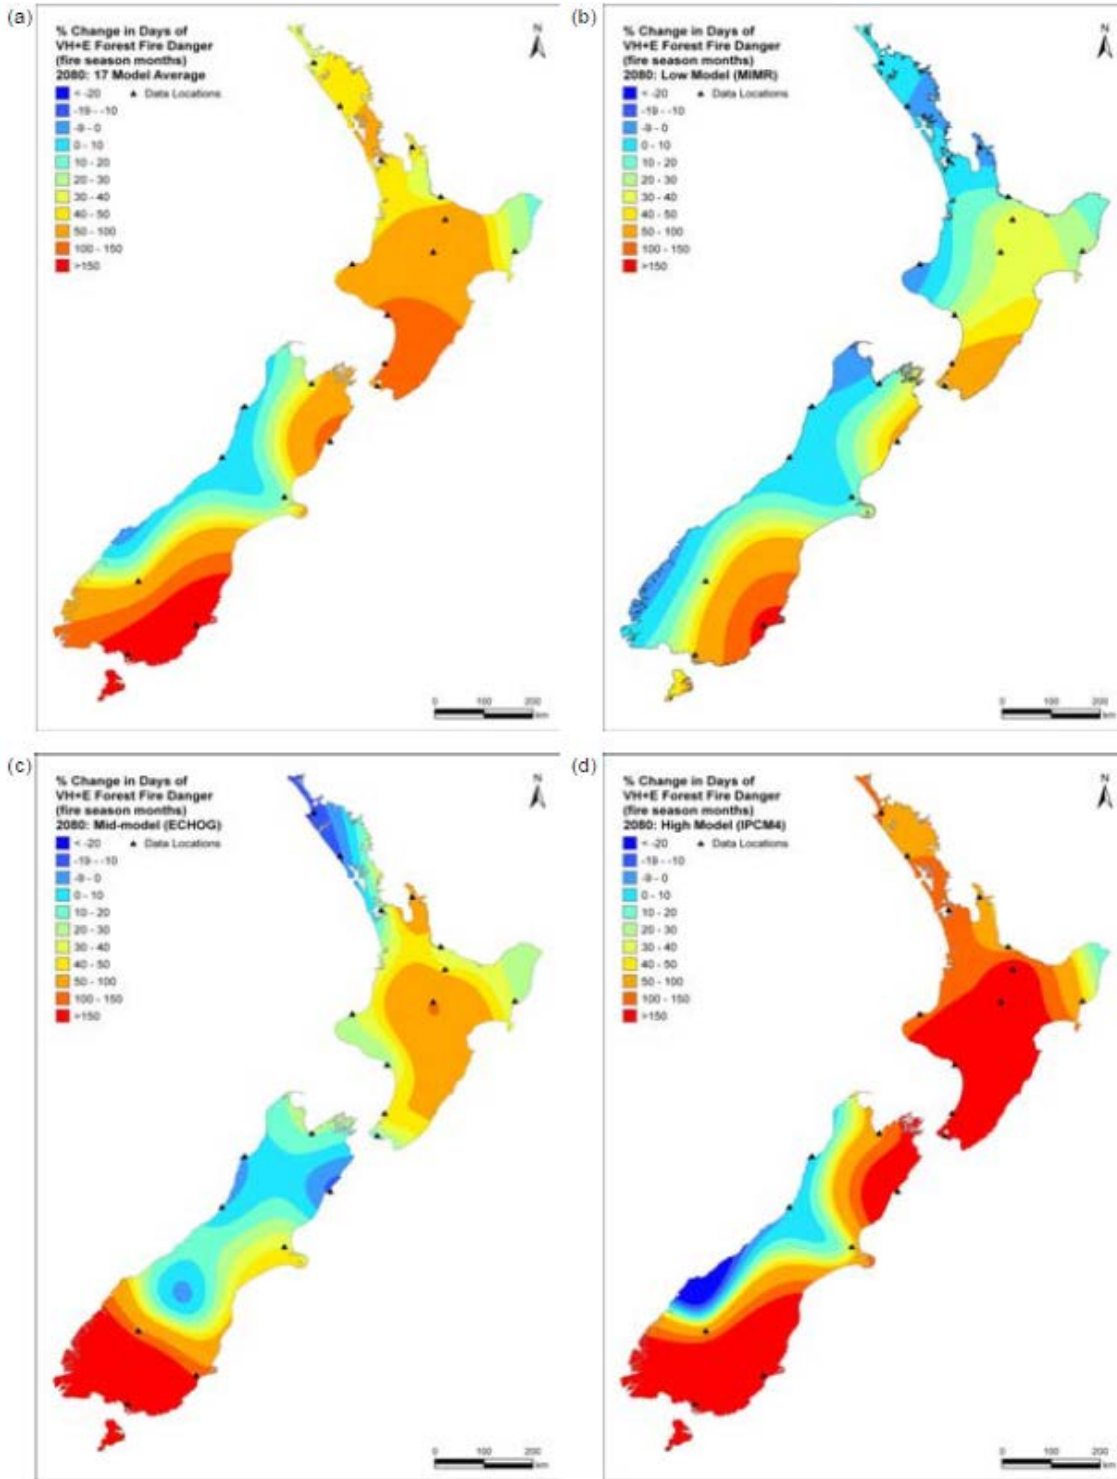 (a)
% Change in Days of
VH+E Forest Fire Danger
(fire season months)
2080: 17 Model Average
< -20 ▲ Data Locations
-19 - -10
-9 - 0
0 - 10
10 - 20
20 - 30
30 - 40
40 - 50
50 - 100
100 - 150
>150
N
0 100 200
km
(b)
% Change in Days of
VH+E Forest Fire Danger
(fire season months)
2080: Low Model (MIMR)
< -20 ▲ Data Locations
-19 - -10
-9 - 0
0 - 10
10 - 20
20 - 30
30 - 40
40 - 50
50 - 100
100 - 150
>150
N
0 100 200
km
(c)
% Change in Days of
VH+E Forest Fire Danger
(fire season months)
2080: Mid-model (ECHOG)
< -20 ▲ Data Locations
-19 - -10
-9 - 0
0 - 10
10 - 20
20 - 30
30 - 40
40 - 50
50 - 100
100 - 150
>150
N
0 100 200
km
(d)
% Change in Days of
VH+E Forest Fire Danger
(fire season months)
2080: High Model (IPCM4)
< -20 ▲ Data Locations
-19 - -10
-9 - 0
0 - 10
10 - 20
20 - 30
30 - 40
40 - 50
50 - 100
100 - 150
>150
N
0 100 200
km